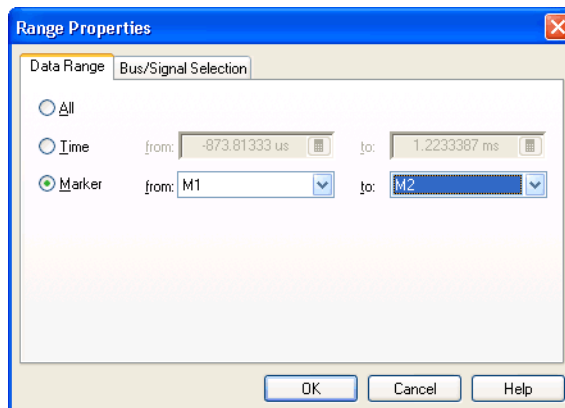 Range Properties
Data Range Bus/Signal Selection
All
Time from: -873.81333 us to: 1.2233387 ms
Marker from: M1 to: M2
OK Cancel Help